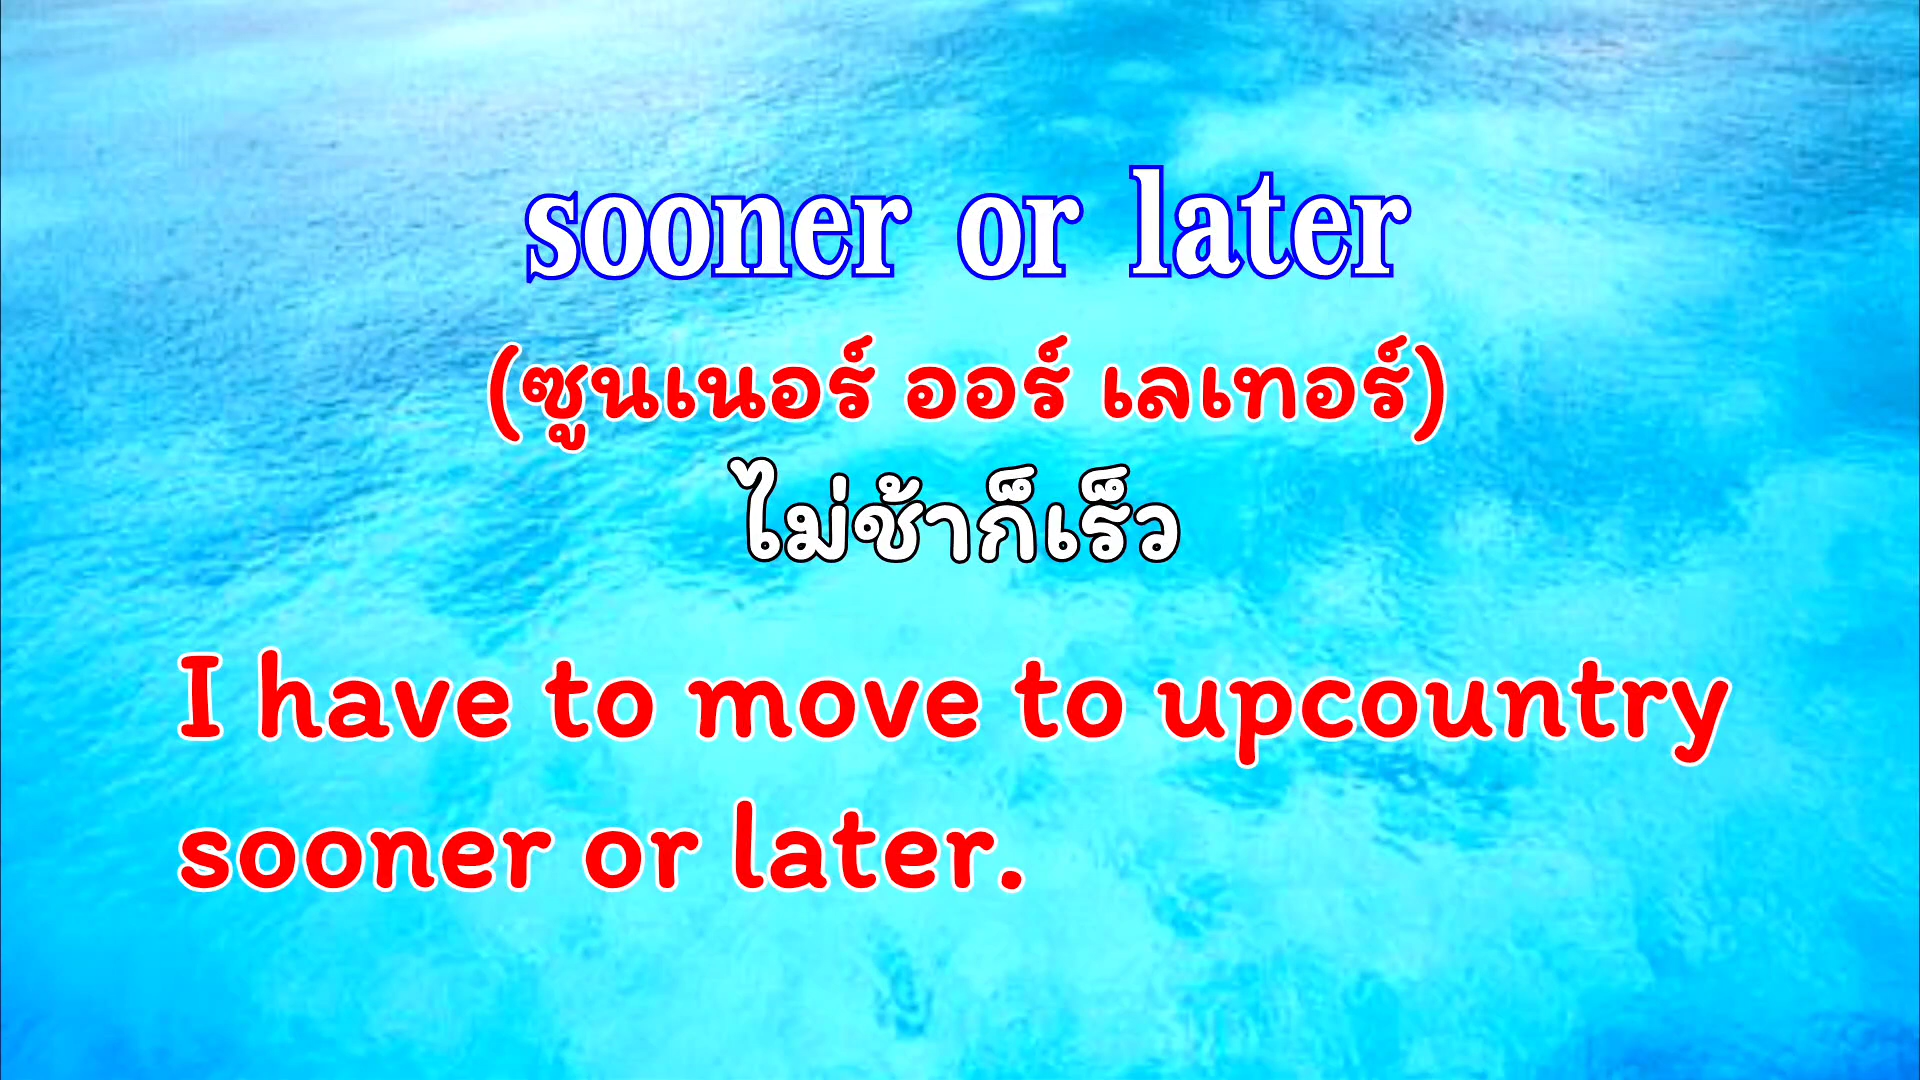 sooner or later
(ซูนเนอร์ ออร์ เลเทอร์)
ไม่ช้าก็เร็ว
I have to move to upcountry
sooner or later.